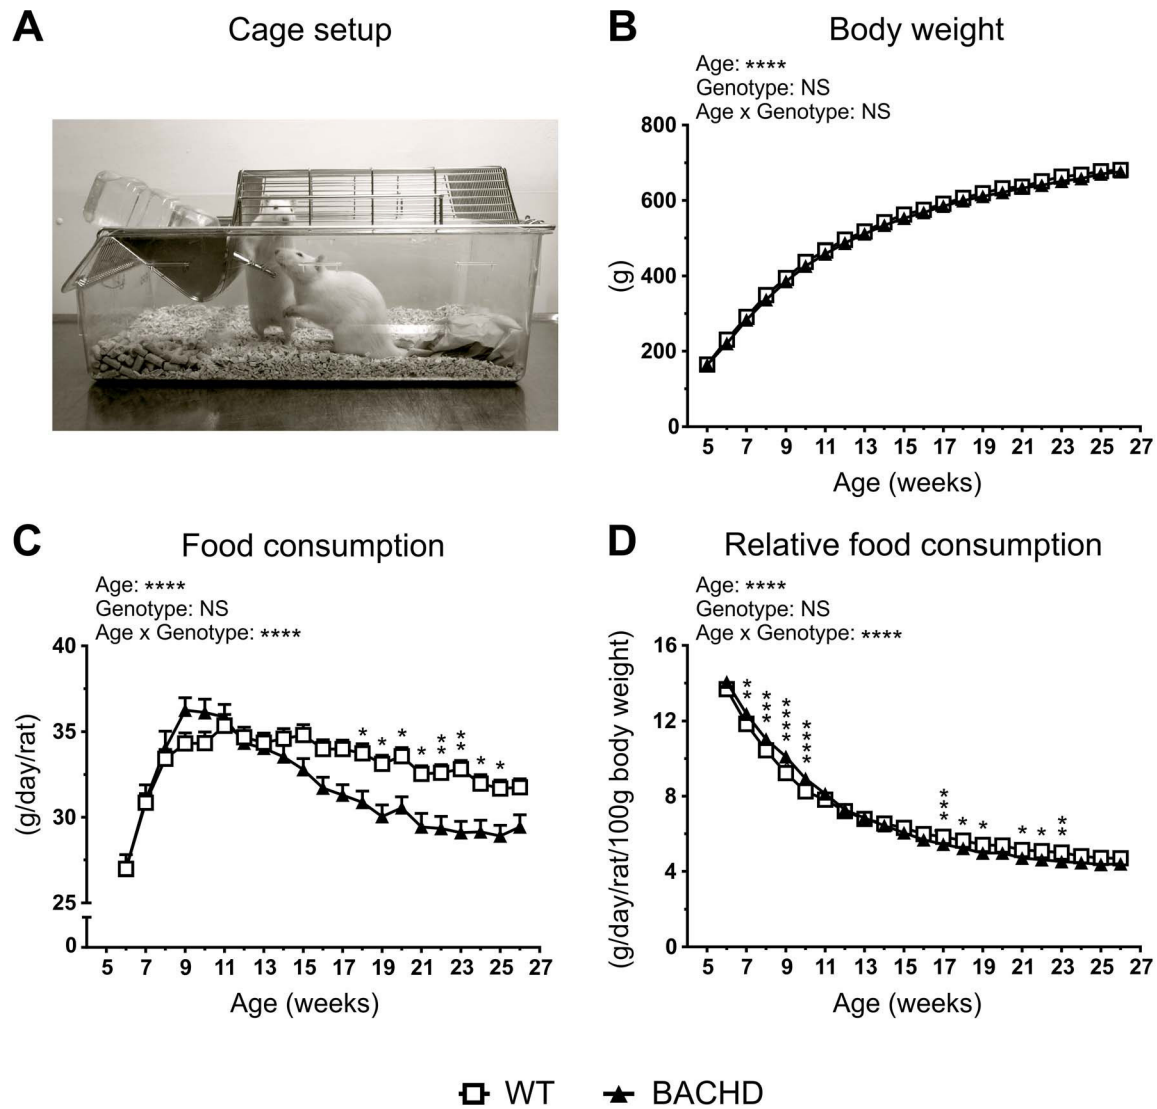 A
Cage setup
B
Body weight
Age: ****
Genotype: NS
Age x Genotype: NS
800
600
400
200
0
(g)
5 7 9 11 13 15 17 19 21 23 25 27
Age (weeks)
C
Food consumption
Age: ****
Genotype: NS
Age x Genotype: ****
40
35
30
25
0
(g/day/rat)
* * * * ** ** * *
5 7 9 11 13 15 17 19 21 23 25 27
Age (weeks)
D
Relative food consumption
Age: ****
Genotype: NS
Age x Genotype: ****
16
12
8
4
0
(g/day/rat/100g body weight)
** *** **** **** *** * * * * **
5 7 9 11 13 15 17 19 21 23 25 27
Age (weeks)
WT
BACHD